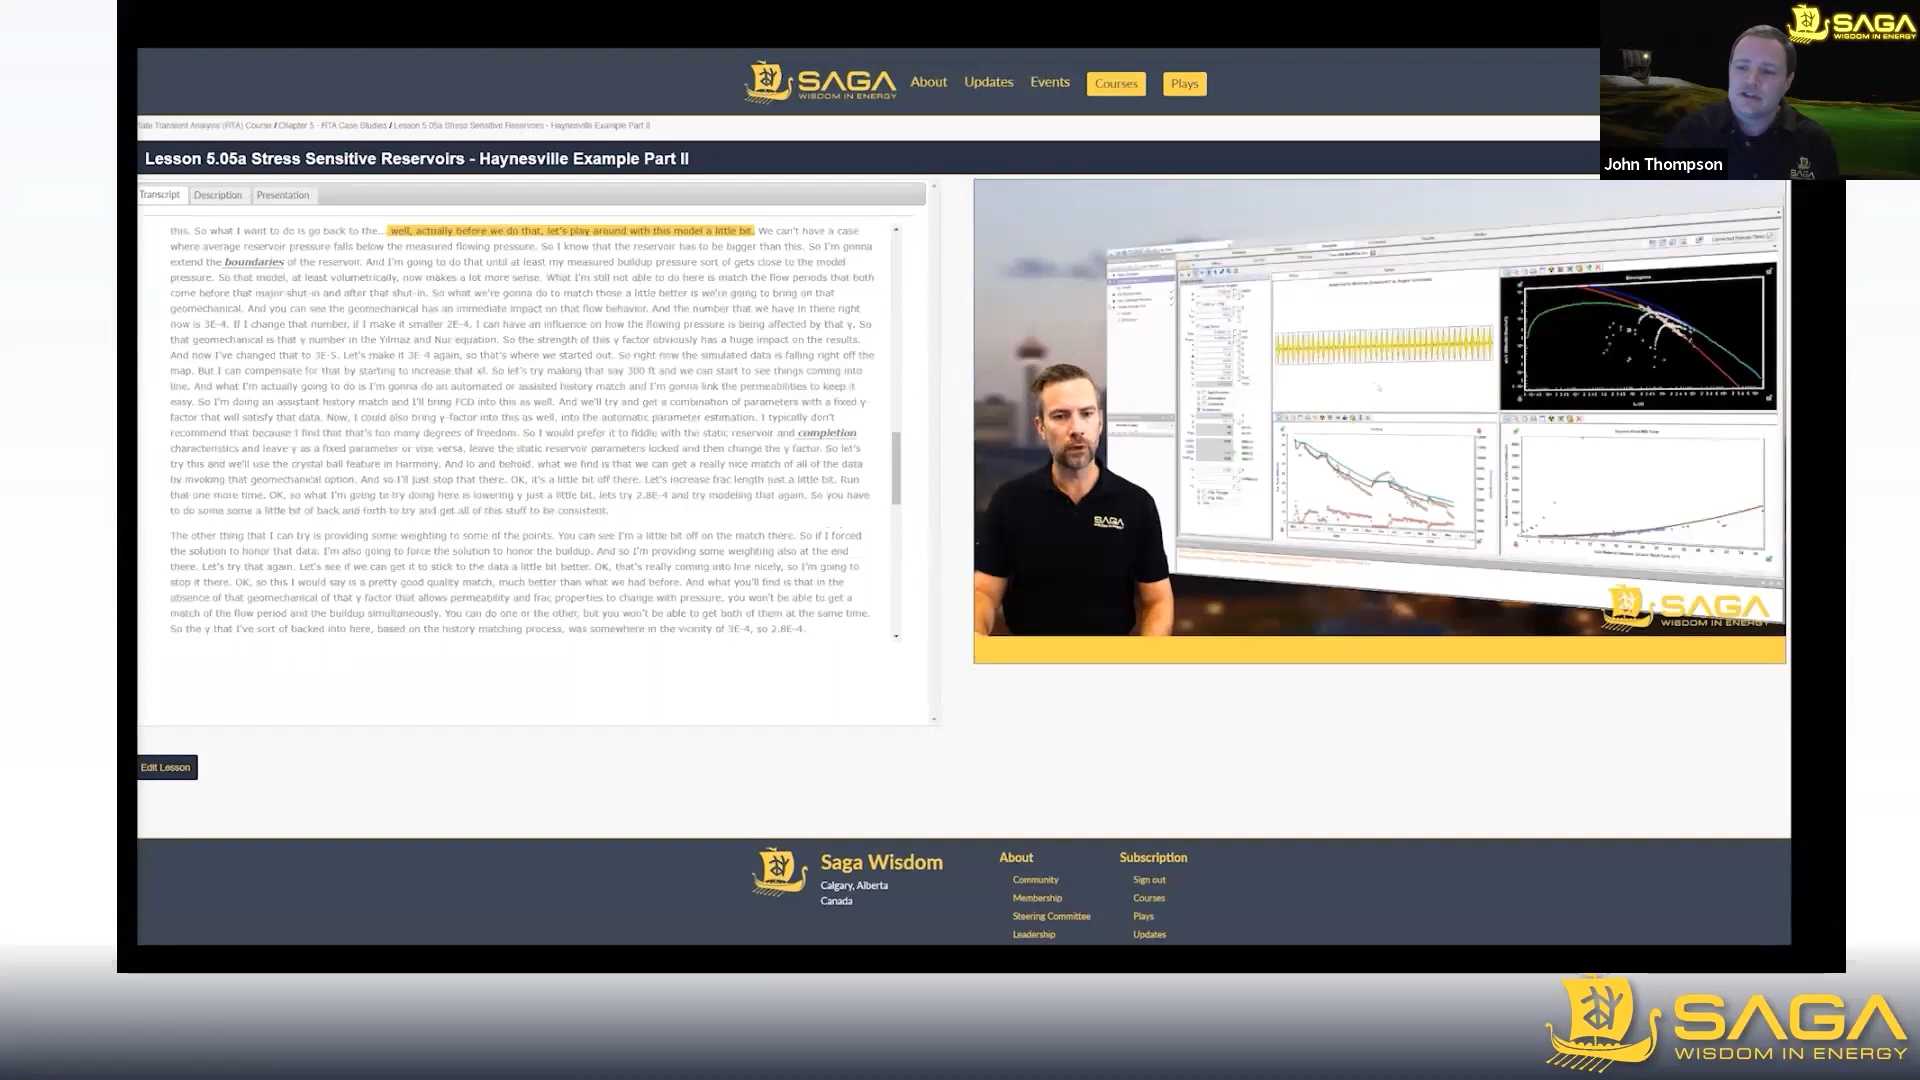 SAGA
WISDOM IN ENERGY
About Updates Events Courses Plays
SAGA
WISDOM IN ENERGY
John Thompson
Rate Transient Analysis (RTA) Course / Chapter 5 - RTA Case Studies / Lesson 5.05a Stress Sensitive Reservoirs - Haynesville Example Part II
Lesson 5.05a Stress Sensitive Reservoirs - Haynesville Example Part II
Transcript Description Presentation
this. So what I want to do is go back to the... well, actually before we do that, let's play around with this model a little bit. We can't have a case
where average reservoir pressure falls below the measured flowing pressure. So I know that the reservoir has to be bigger than this. So I'm gonna
extend the boundaries of the reservoir. And I'm going to do that until at least my measured buildup pressure sort of gets close to the model
pressure. So that model, at least volumetrically, now makes a lot more sense. What I'm still not able to do here is match the flow periods that both
come before that major shut-in and after that shut-in. So what we're gonna do to match those a little better is we're going to bring on that
geomechanical. And you can see the geomechanical has an immediate impact on that flow behavior. And the number that we have in there right
now is 3E-4. If I change that number, if I make it smaller 2E-4, I can have an influence on how the flowing pressure is being affected by that γ. So
that geomechanical is that γ number in the Yilmaz and Nur equation. So the strength of this γ factor obviously has a huge impact on the results.
And now I've changed that to 3E-5. Let's make it 3E-4 again, so that's where we started out. So right now the simulated data is falling right off the
map. But I can compensate for that by starting to increase that xf. So let's try making that say 300 ft and we can start to see things coming into
line. And what I'm actually going to do is I'm gonna do an automated or assisted history match and I'm gonna link the permeabilities to keep it
easy. So I'm doing an assistant history match and I'll bring FCD into this as well. And we'll try and get a combination of parameters with a fixed γ-
factor that will satisfy that data. Now, I could also bring γ-factor into this as well, into the automatic parameter estimation. I typically don't
recommend that because I find that that's too many degrees of freedom. So I would prefer it to fiddle with the static reservoir and completion
characteristics and leave γ as a fixed parameter or vise versa, leave the static reservoir parameters locked and then change the γ factor. So let's
try this and we'll use the crystal ball feature in Harmony. And lo and behold, what we find is that we can get a really nice match of all of the data
by invoking that geomechanical option. And so I'll just stop that there. OK, it's a little bit off there. Let's increase frac length just a little bit. Run
that one more time. OK, so what I'm going to try doing here is lowering γ just a little bit, lets try 2.8E-4 and try modeling that again. So you have
to do some some a little bit of back and forth to try and get all of this stuff to be consistent.
The other thing that I can try is providing some weighting to some of the points. You can see I'm a little bit off on the match there. So if I forced
the solution to honor that data. I'm also going to force the solution to honor the buildup. And so I'm providing some weighting also at the end
there. Let's try that again. Let's see if we can get it to stick to the data a little bit better. OK, that's really coming into line nicely, so I'm going to
stop it there. OK, so this I would say is a pretty good quality match, much better than what we had before. And what you'll find is that in the
absence of that geomechanical of that γ factor that allows permeability and frac properties to change with pressure, you won't be able to get a
match of the flow period and the buildup simultaneously. You can do one or the other, but you won't be able to get both of them at the same time.
So the γ that I've sort of backed into here, based on the history matching process, was somewhere in the vicinity of 3E-4, so 2.8E-4.
SAGA
SAGA
WISDOM IN ENERGY
Edit Lesson
Saga Wisdom
Calgary, Alberta
Canada
About
Community
Membership
Steering Committee
Leadership
Subscription
Sign out
Courses
Plays
Updates
SAGA
WISDOM IN ENERGY